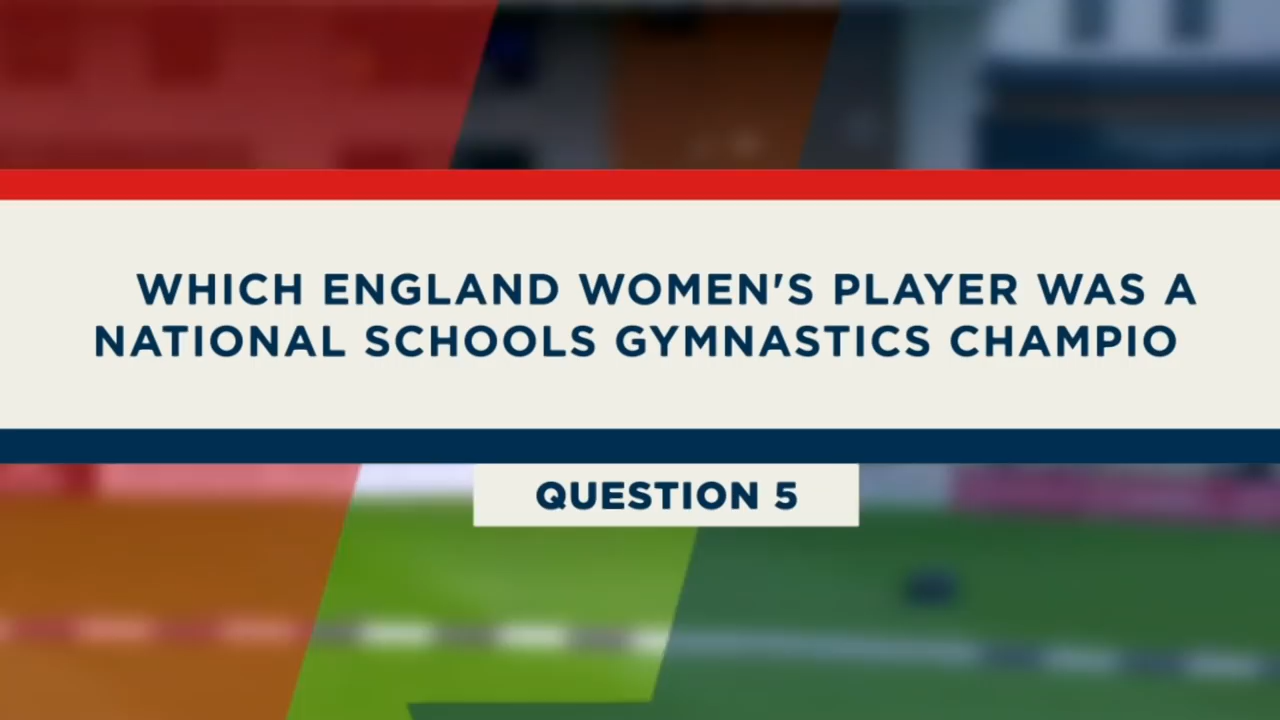 WHICH ENGLAND WOMEN'S PLAYER WAS A
NATIONAL SCHOOLS GYMNASTICS CHAMPIO
QUESTION 5